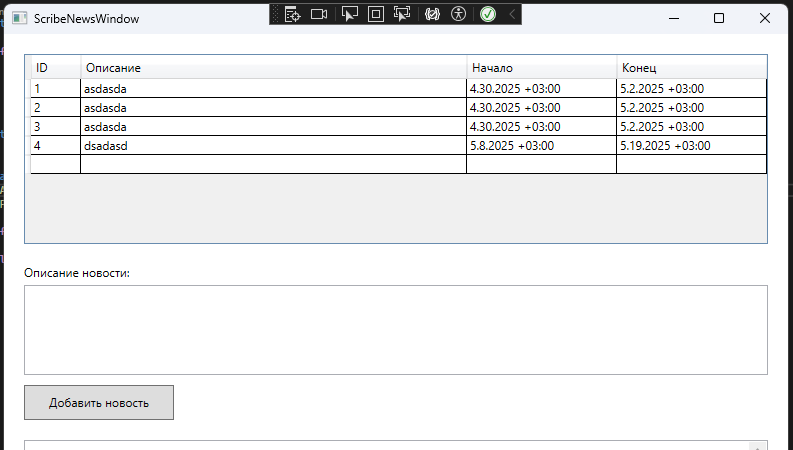 ScribeNewsWindow
ID Описание Начало Конец
1 asdasda 4.30.2025 +03:00 5.2.2025 +03:00
2 asdasda 4.30.2025 +03:00 5.2.2025 +03:00
3 asdasda 4.30.2025 +03:00 5.2.2025 +03:00
4 dsadasd 5.8.2025 +03:00 5.19.2025 +03:00
Описание новости:
Добавить новость